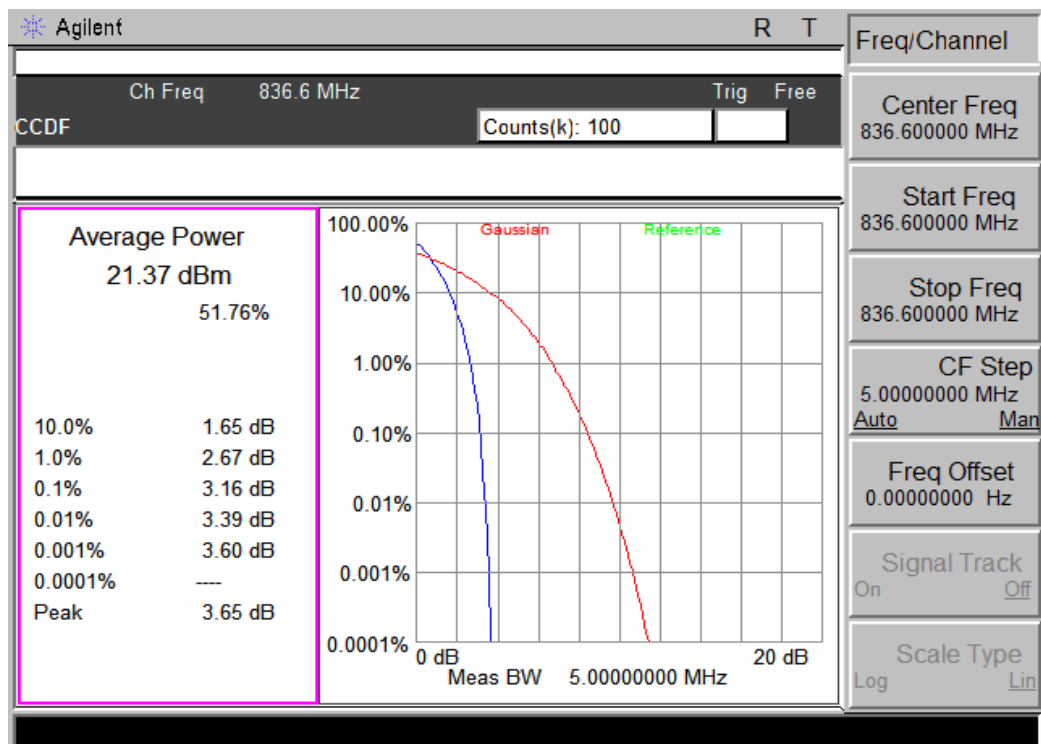 Agilent R T
Ch Freq 836.6 MHz Trig Free
CCDF Counts(k): 100
Average Power
21.37 dBm
51.76%
10.0% 1.65 dB
1.0% 2.67 dB
0.1% 3.16 dB
0.01% 3.39 dB
0.001% 3.60 dB
0.0001% ----
Peak 3.65 dB
Gaussian Reference
100.00%
10.00%
1.00%
0.10%
0.01%
0.001%
0.0001%
0 dB 20 dB
Meas BW 5.00000000 MHz
Freq/Channel
Center Freq
836.600000 MHz
Start Freq
836.600000 MHz
Stop Freq
836.600000 MHz
CF Step
5.00000000 MHz
Auto Man
Freq Offset
0.00000000 Hz
Signal Track
On Off
Scale Type
Log Lin